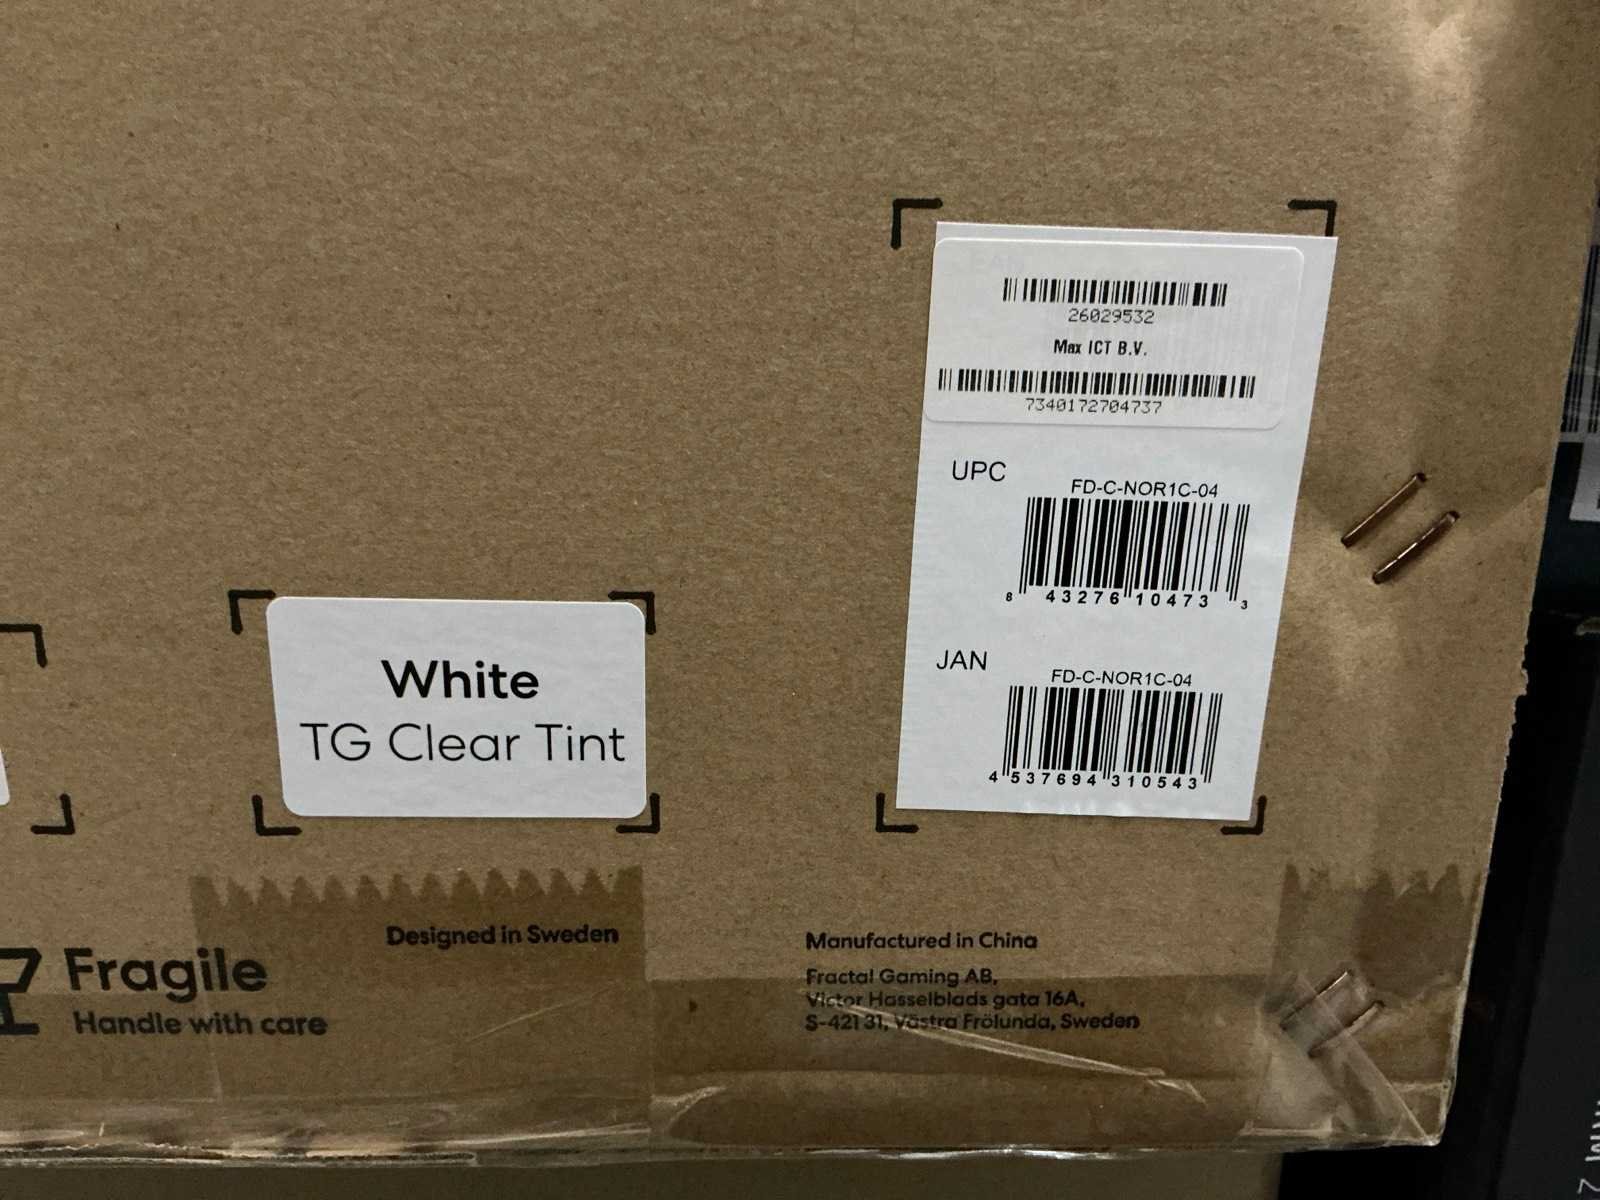 26029532
Max ICT B.V.
7340172704737
UPC
FD-C-NOR1C-04
8 43276 10473 3
JAN
FD-C-NOR1C-04
4 537694 310543
White
TG Clear Tint
Designed in Sweden
Fragile
Handle with care
Manufactured in China
Fractal Gaming AB,
Victor Hasselblads gata 16A,
S-421 31, Västra Frölunda, Sweden